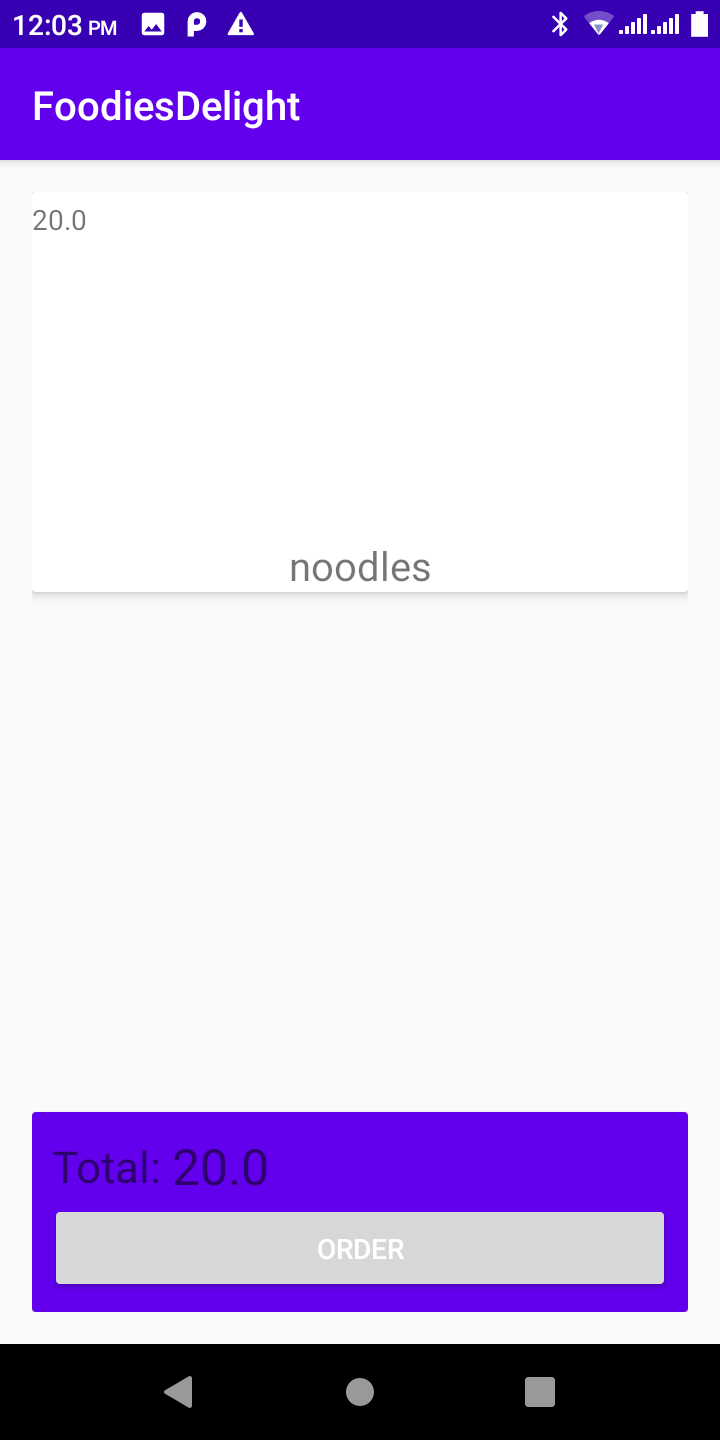 12:03 PM
FoodiesDelight
20.0
noodles
Total: 20.0
ORDER